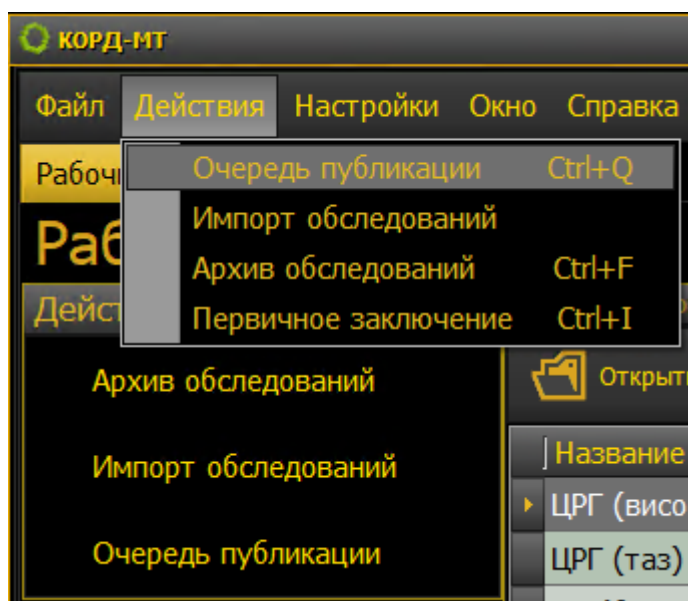 КОРД-МТ
Файл Действия Настройки Окно Справка
Очередь публикации Ctrl+Q
Импорт обследований
Архив обследований Ctrl+F
Первичное заключение Ctrl+I
Архив обследований
Импорт обследований
Очередь публикации
Название
ЦРГ (таз)